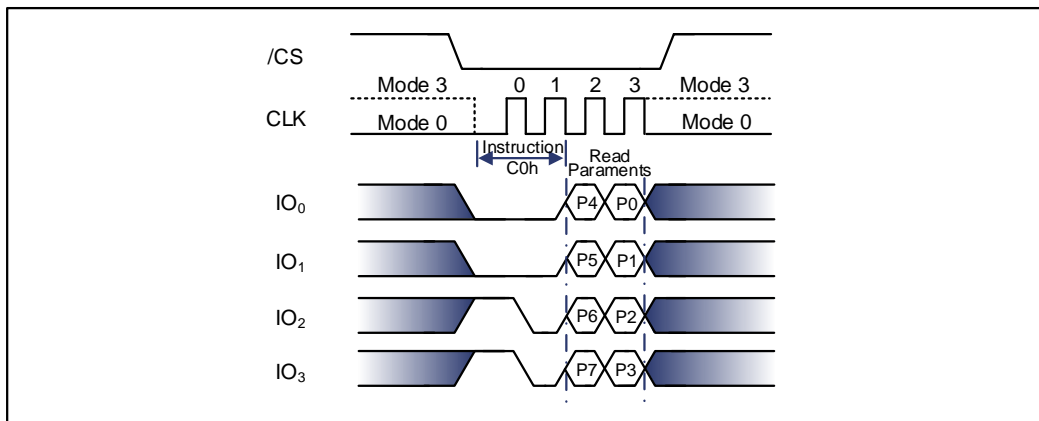 /CS
Mode 3 0 1 2 3 Mode 3
CLK Mode 0 Mode 0
Instruction Read
C0h Paraments
IO0 P4 P0
IO1 P5 P1
IO2 P6 P2
IO3 P7 P3